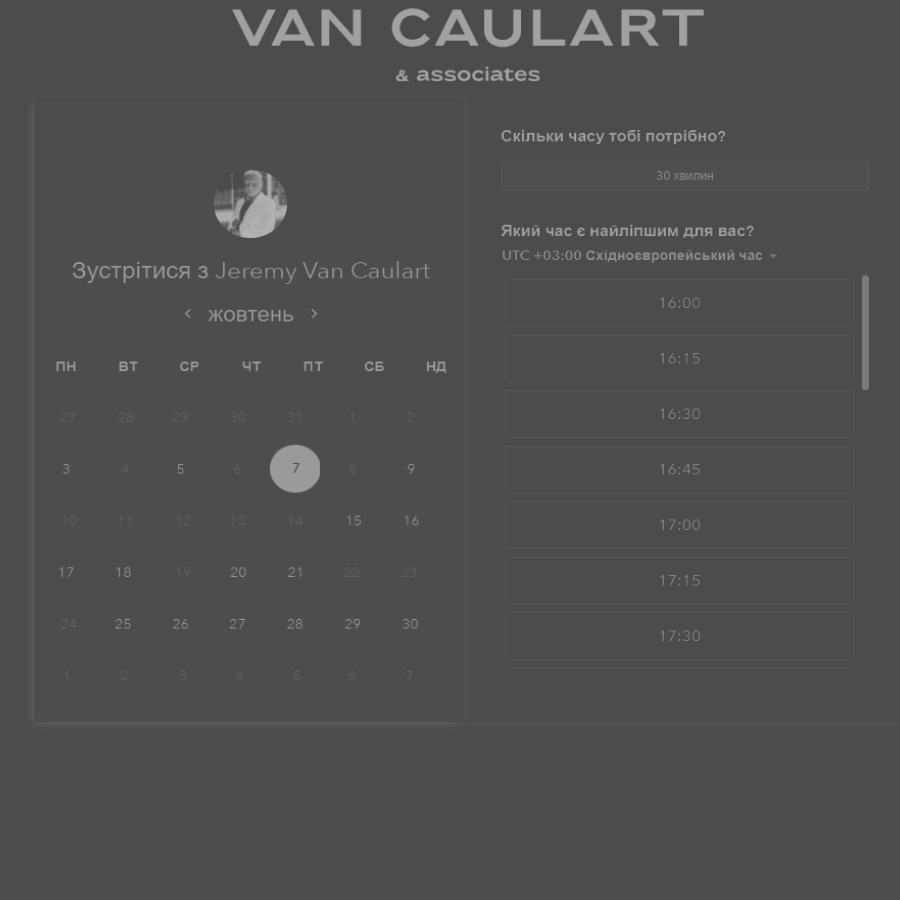 VAN CAULART
& associates
Зустрітися з Jeremy Van Caulart
жовтень
ПН ВТ СР ЧТ ПТ СБ НД
27 28 29 30 31 1 2
3 4 5 6 7 8 9
10 11 12 13 14 15 16
17 18 19 20 21 22 23
24 25 26 27 28 29 30
1 2 3 4 5 6 7
Скільки часу тобі потрібно?
30 хвилин
Який час є найліпшим для вас?
UTC +03:00 Східноєвропейський час
16:00
16:15
16:30
16:45
17:00
17:15
17:30